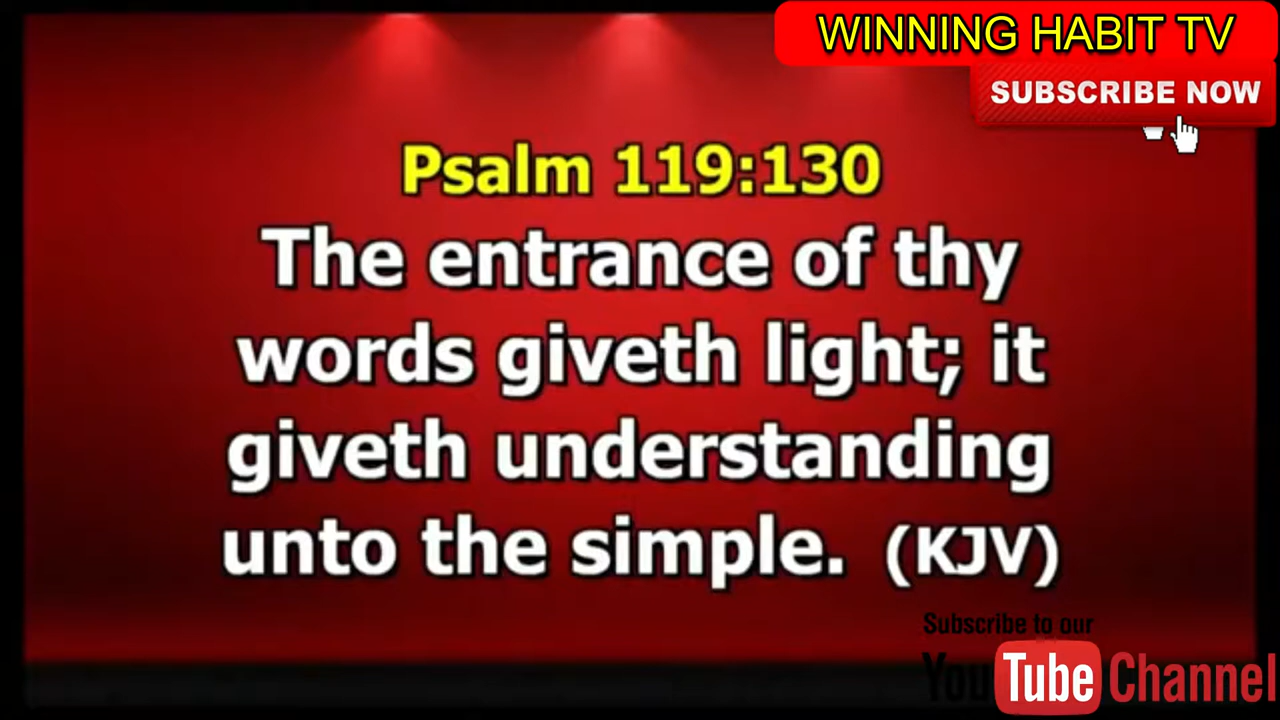 WINNING HABIT TV
SUBSCRIBE NOW
Psalm 119:130
The entrance of thy
words giveth light; it
giveth understanding
unto the simple. (KJV)
Subscribe to our
YouTube Channel